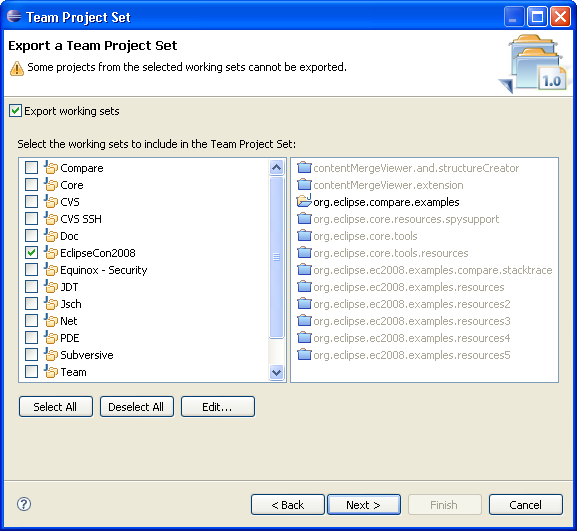 Team Project Set
Export a Team Project Set
Some projects from the selected working sets cannot be exported.
1.0
Export working sets
Select the working sets to include in the Team Project Set:
Compare
Core
CVS
CVS SSH
Doc
EclipseCon2008
Equinox - Security
JDT
Jsch
Net
PDE
Subversive
Team
contentMergeViewer.and.structureCreator
contentMergeViewer.extension
org.eclipse.compare.examples
org.eclipse.core.resources.spysupport
org.eclipse.core.tools
org.eclipse.core.tools.resources
org.eclipse.ec2008.examples.compare.stacktrace
org.eclipse.ec2008.examples.resources
org.eclipse.ec2008.examples.resources2
org.eclipse.ec2008.examples.resources3
org.eclipse.ec2008.examples.resources4
org.eclipse.ec2008.examples.resources5
Select All
Deselect All
Edit...
?
< Back
Next >
Finish
Cancel